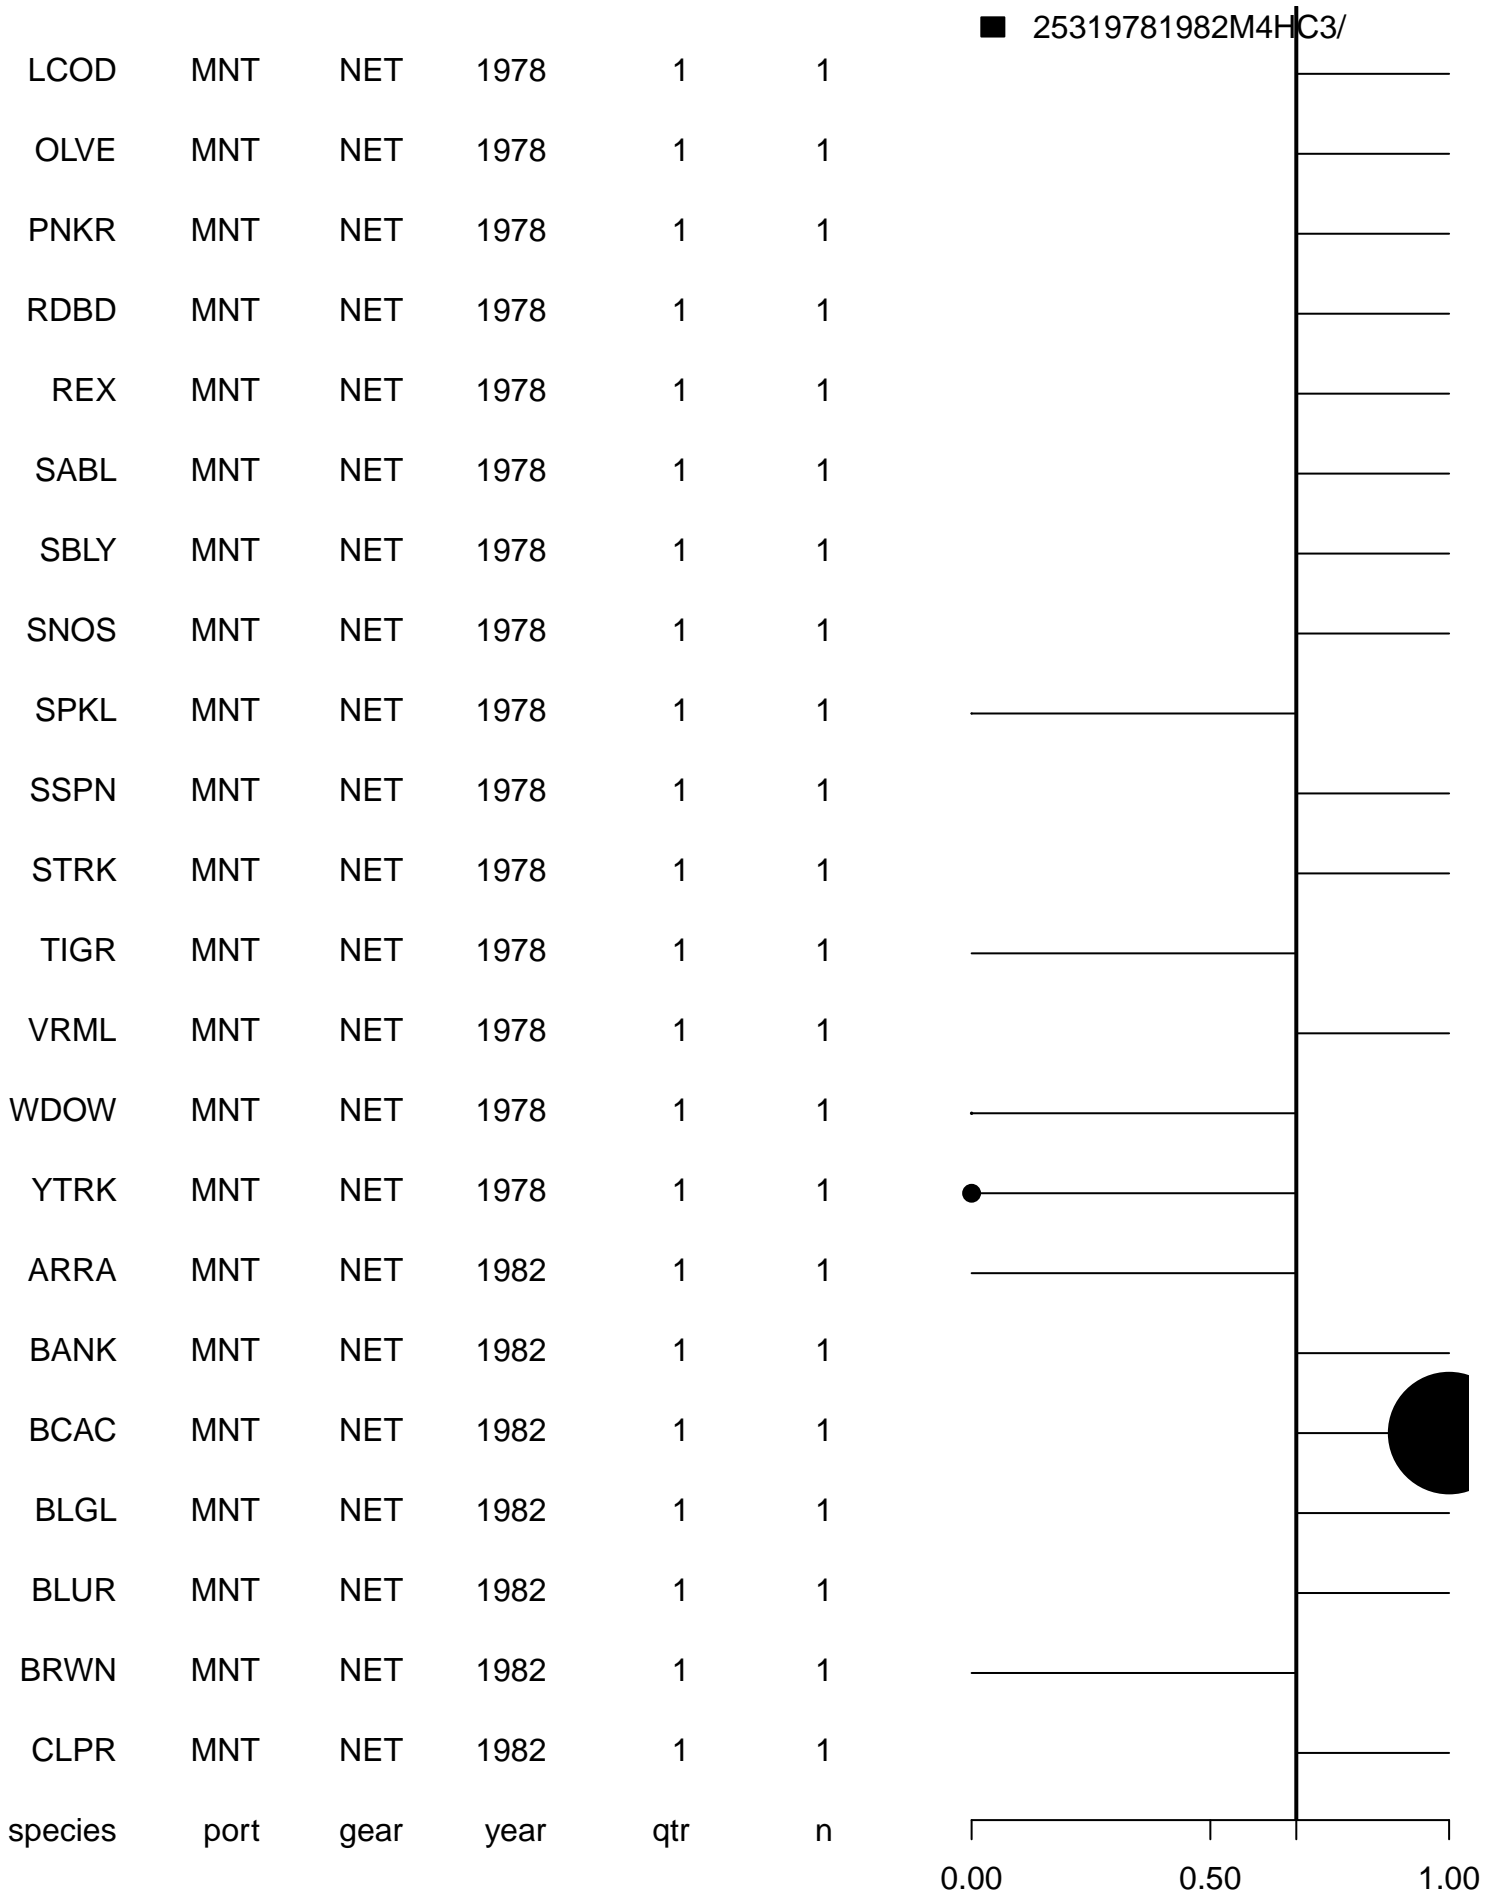 25319781982M4HC3/
LCOD MNT NET 1978 1 1
OLVE MNT NET 1978 1 1
PNKR MNT NET 1978 1 1
RDBD MNT NET 1978 1 1
REX MNT NET 1978 1 1
SABL MNT NET 1978 1 1
SBLY MNT NET 1978 1 1
SNOS MNT NET 1978 1 1
SPKL MNT NET 1978 1 1
SSPN MNT NET 1978 1 1
STRK MNT NET 1978 1 1
TIGR MNT NET 1978 1 1
VRML MNT NET 1978 1 1
WDOW MNT NET 1978 1 1
YTRK MNT NET 1978 1 1
ARRA MNT NET 1982 1 1
BANK MNT NET 1982 1 1
BCAC MNT NET 1982 1 1
BLGL MNT NET 1982 1 1
BLUR MNT NET 1982 1 1
BRWN MNT NET 1982 1 1
CLPR MNT NET 1982 1 1
species port gear year qtr n
0.00 0.50 1.00